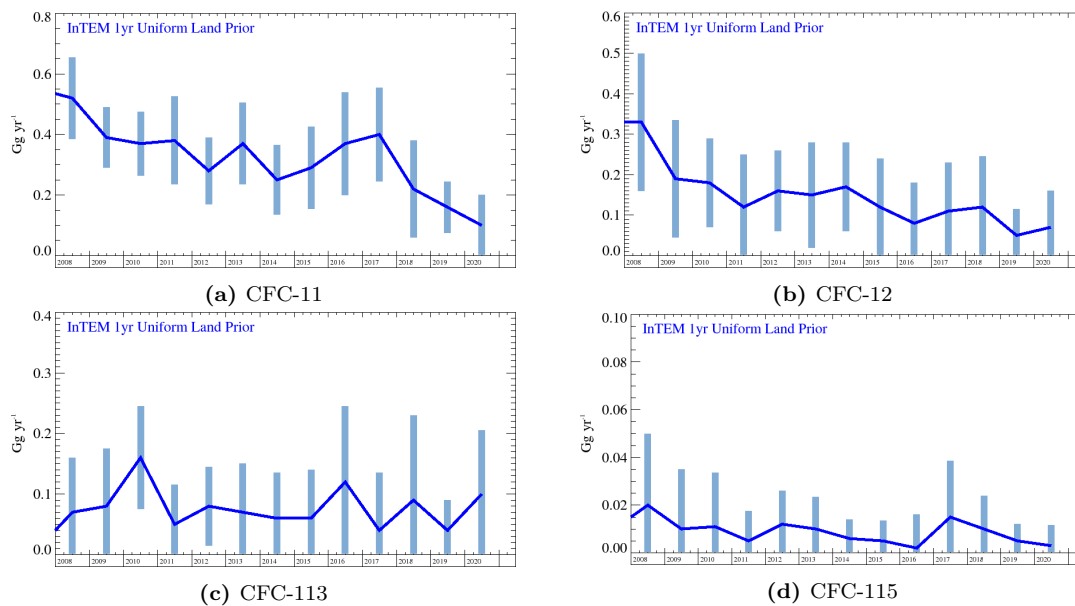 InTEM 1yr Uniform Land Prior
Gg yr⁻¹
0.8
0.6
0.4
0.2
0.0
2008 2009 2010 2011 2012 2013 2014 2015 2016 2017 2018 2019 2020
(a) CFC-11
InTEM 1yr Uniform Land Prior
Gg yr⁻¹
0.6
0.5
0.4
0.3
0.2
0.1
0.0
2008 2009 2010 2011 2012 2013 2014 2015 2016 2017 2018 2019 2020
(b) CFC-12
InTEM 1yr Uniform Land Prior
Gg yr⁻¹
0.4
0.3
0.2
0.1
0.0
2008 2009 2010 2011 2012 2013 2014 2015 2016 2017 2018 2019 2020
(c) CFC-113
InTEM 1yr Uniform Land Prior
Gg yr⁻¹
0.10
0.08
0.06
0.04
0.02
0.00
2008 2009 2010 2011 2012 2013 2014 2015 2016 2017 2018 2019 2020
(d) CFC-115